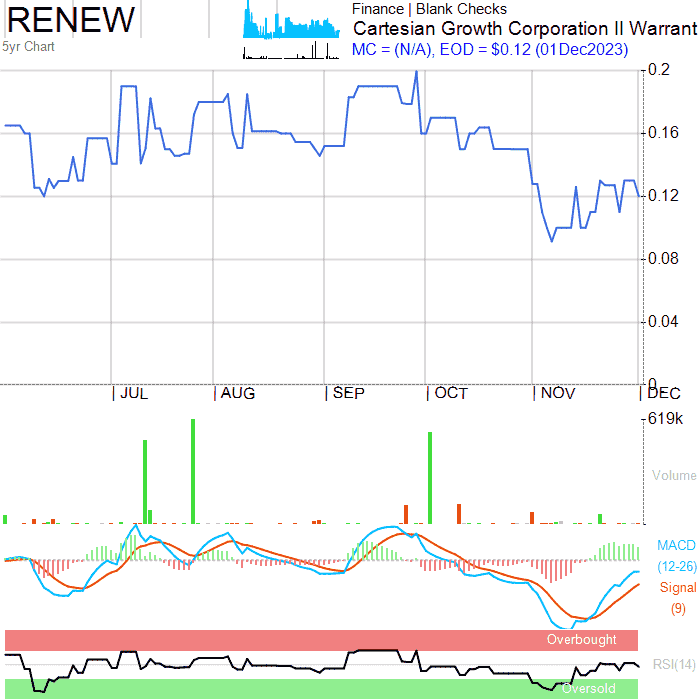 RENEW
5yr Chart
Finance | Blank Checks
Cartesian Growth Corporation II Warrant
MC = (N/A), EOD = $0.12 (01Dec2023)
0.2
0.16
0.12
0.08
0.04
0
JUL AUG SEP OCT NOV DEC
619k
Volume
MACD
(12-26)
Signal
(9)
Overbought
RSI(14)
Oversold